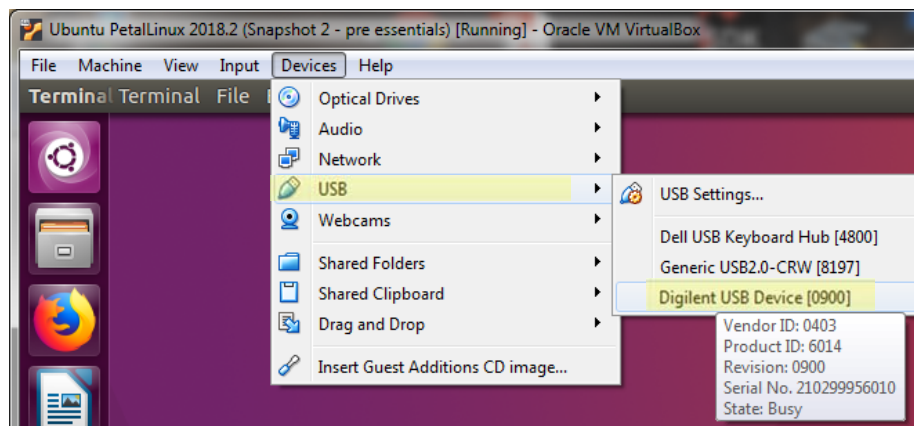 Ubuntu PetalLinux 2018.2 (Snapshot 2 - pre essentials) [Running] - Oracle VM VirtualBox
File Machine View Input Devices Help
Terminal Terminal File
Optical Drives
Audio
Network
USB
Webcams
Shared Folders
Shared Clipboard
Drag and Drop
Insert Guest Additions CD image...
USB Settings...
Dell USB Keyboard Hub [4800]
Generic USB2.0-CRW [8197]
Digilent USB Device [0900]
Vendor ID: 0403
Product ID: 6014
Revision: 0900
Serial No. 210299956010
State: Busy